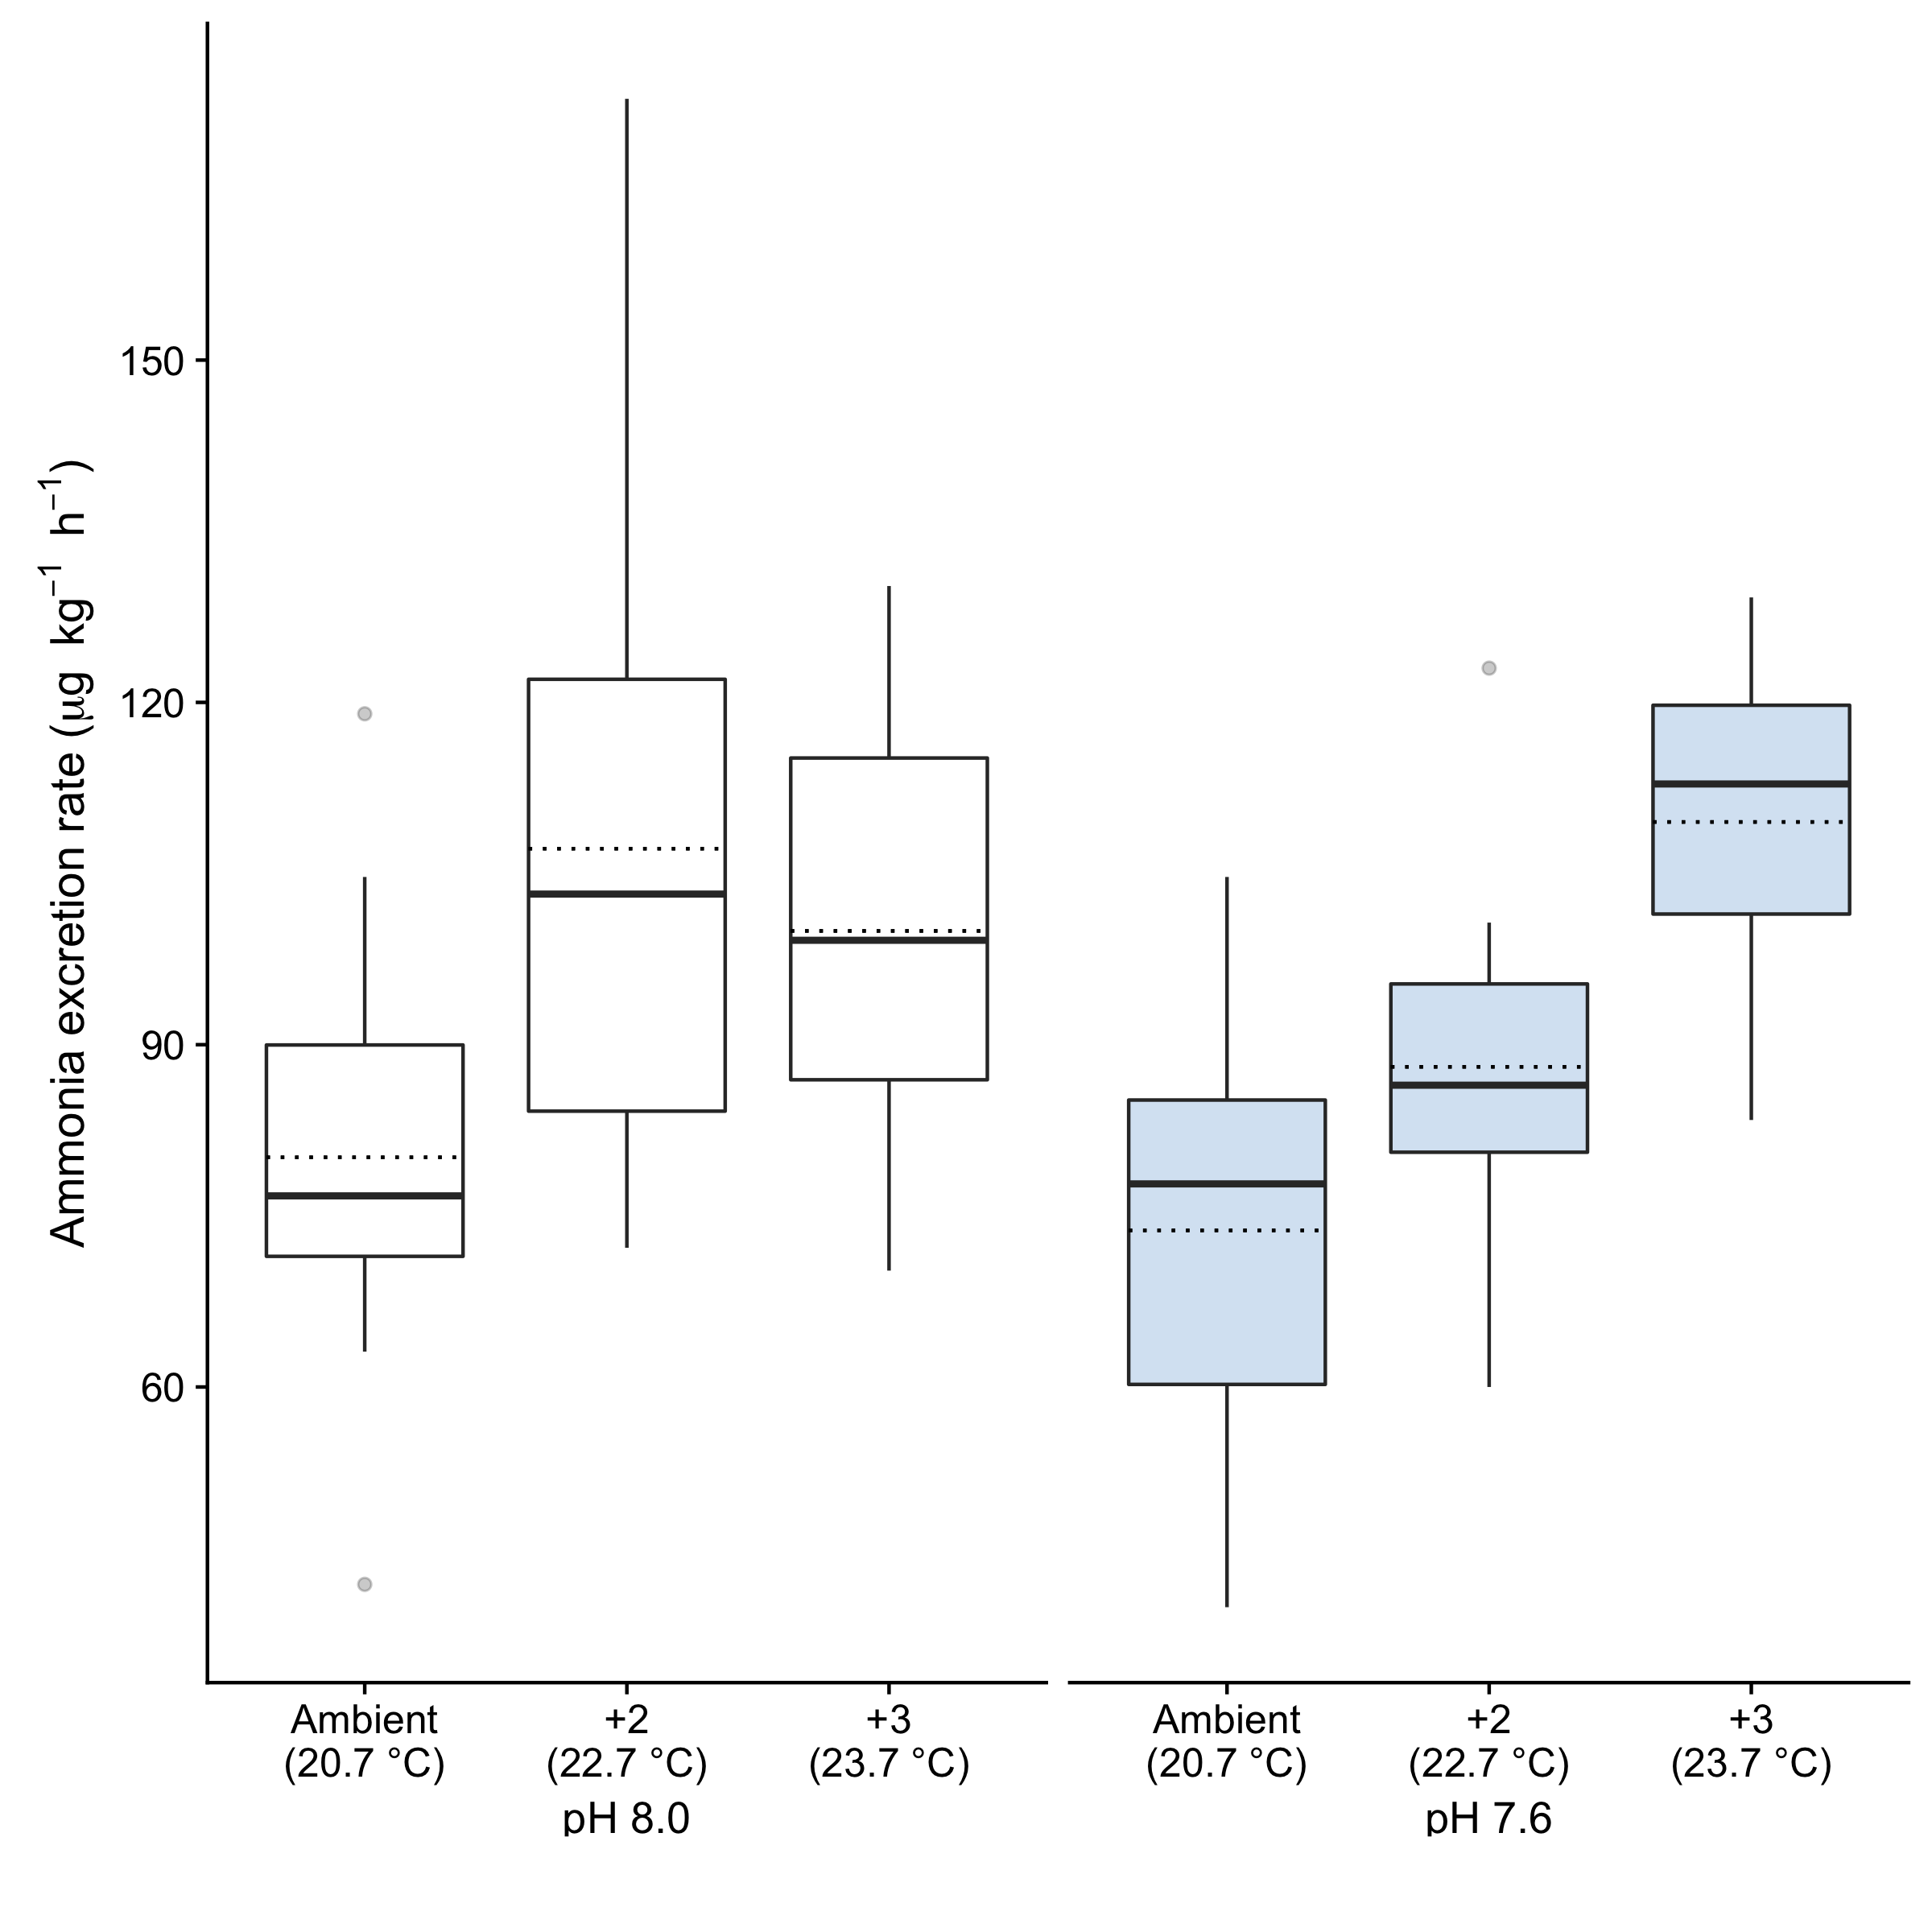 Ammonia excretion rate (µg kg⁻¹ h⁻¹)
150
120
90
60
Ambient
(20.7 °C)
+2
(22.7 °C)
+3
(23.7 °C)
pH 8.0
Ambient
(20.7 °C)
+2
(22.7 °C)
+3
(23.7 °C)
pH 7.6